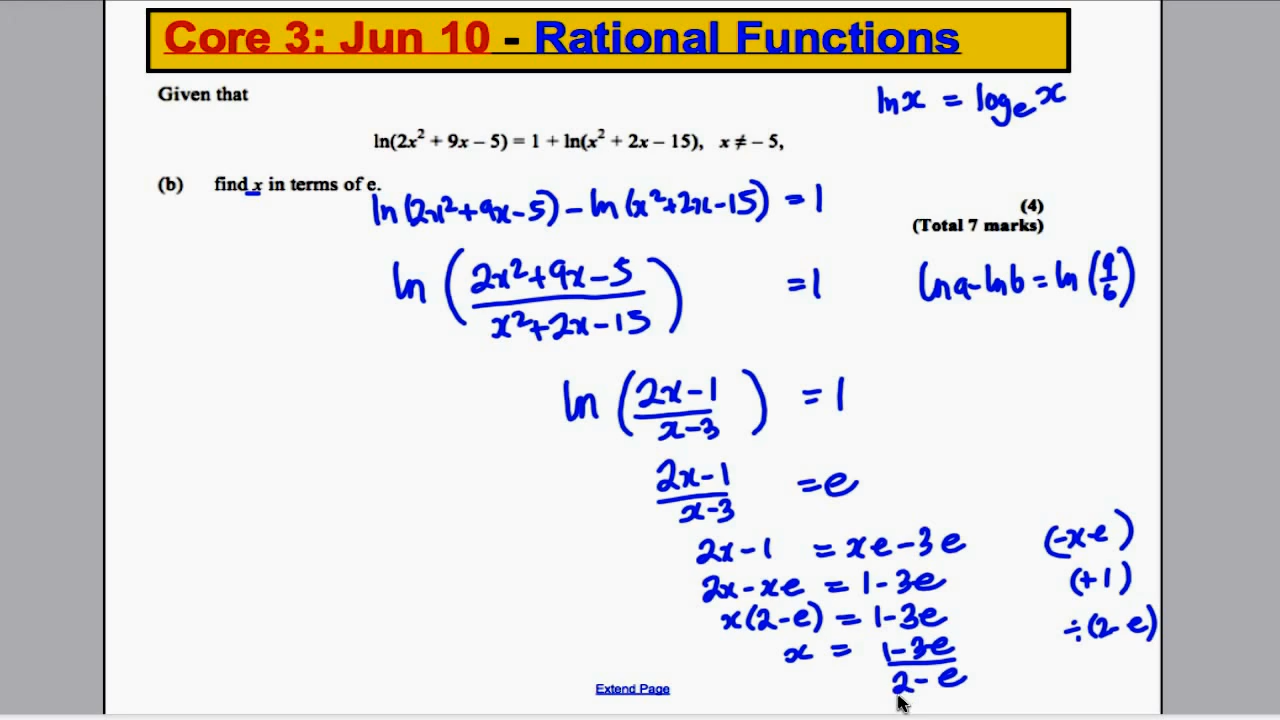 Core 3: Jun 10 - Rational Functions
Given that
ln x = logₑ x
ln(2x² + 9x – 5) = 1 + ln(x² + 2x – 15), x ≠ – 5,
(b) find x in terms of e.
ln(2x²+9x-5) - ln(x²+2x-15) = 1
(4)
(Total 7 marks)
ln((2x²+9x-5)/(x²+2x-15)) = 1
ln a - ln b = ln(a/b)
ln((2x-1)/(x-3)) = 1
(2x-1)/(x-3) = e
2x-1 = xe-3e (-xe)
2x-xe = 1-3e (+1)
x(2-e) = 1-3e ÷(2-e)
x = (1-3e)/(2-e)
Extend Page